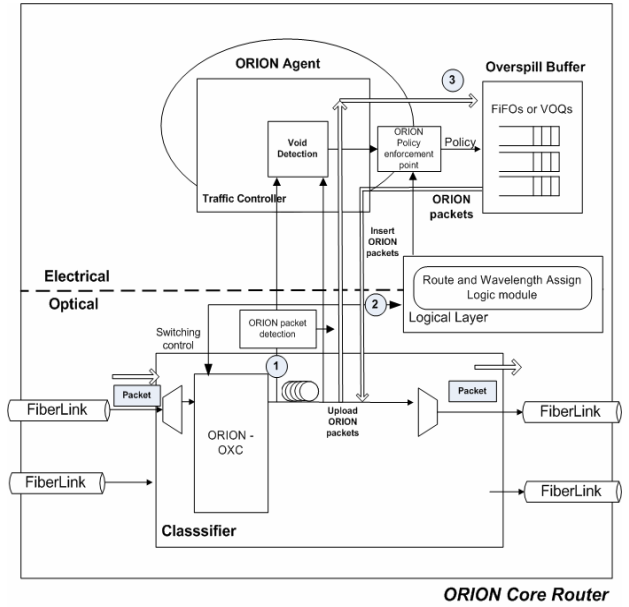 ORION Agent
Overspill Buffer
3
FiFOs or VOQs
Void
Detection
ORION
Policy
enforcement
point
Policy
Traffic Controller
ORION
packets
Insert
ORION
packets
Electrical
Optical
Route and Wavelength Assign
Logic module
Logical Layer
2
Switching
control
ORION packet
detection
1
Packet
Packet
FiberLink
FiberLink
ORION -
OXC
Upload
ORION
packets
FiberLink
FiberLink
Classsifier
ORION Core Router